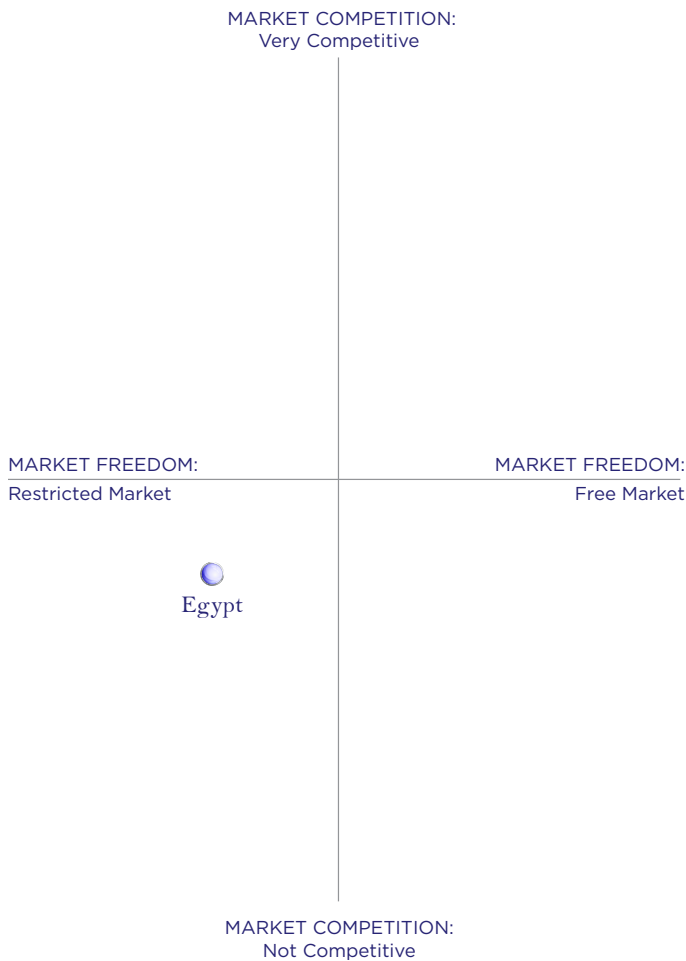 MARKET COMPETITION:
Very Competitive
MARKET FREEDOM:
Restricted Market
MARKET FREEDOM:
Free Market
Egypt
MARKET COMPETITION:
Not Competitive